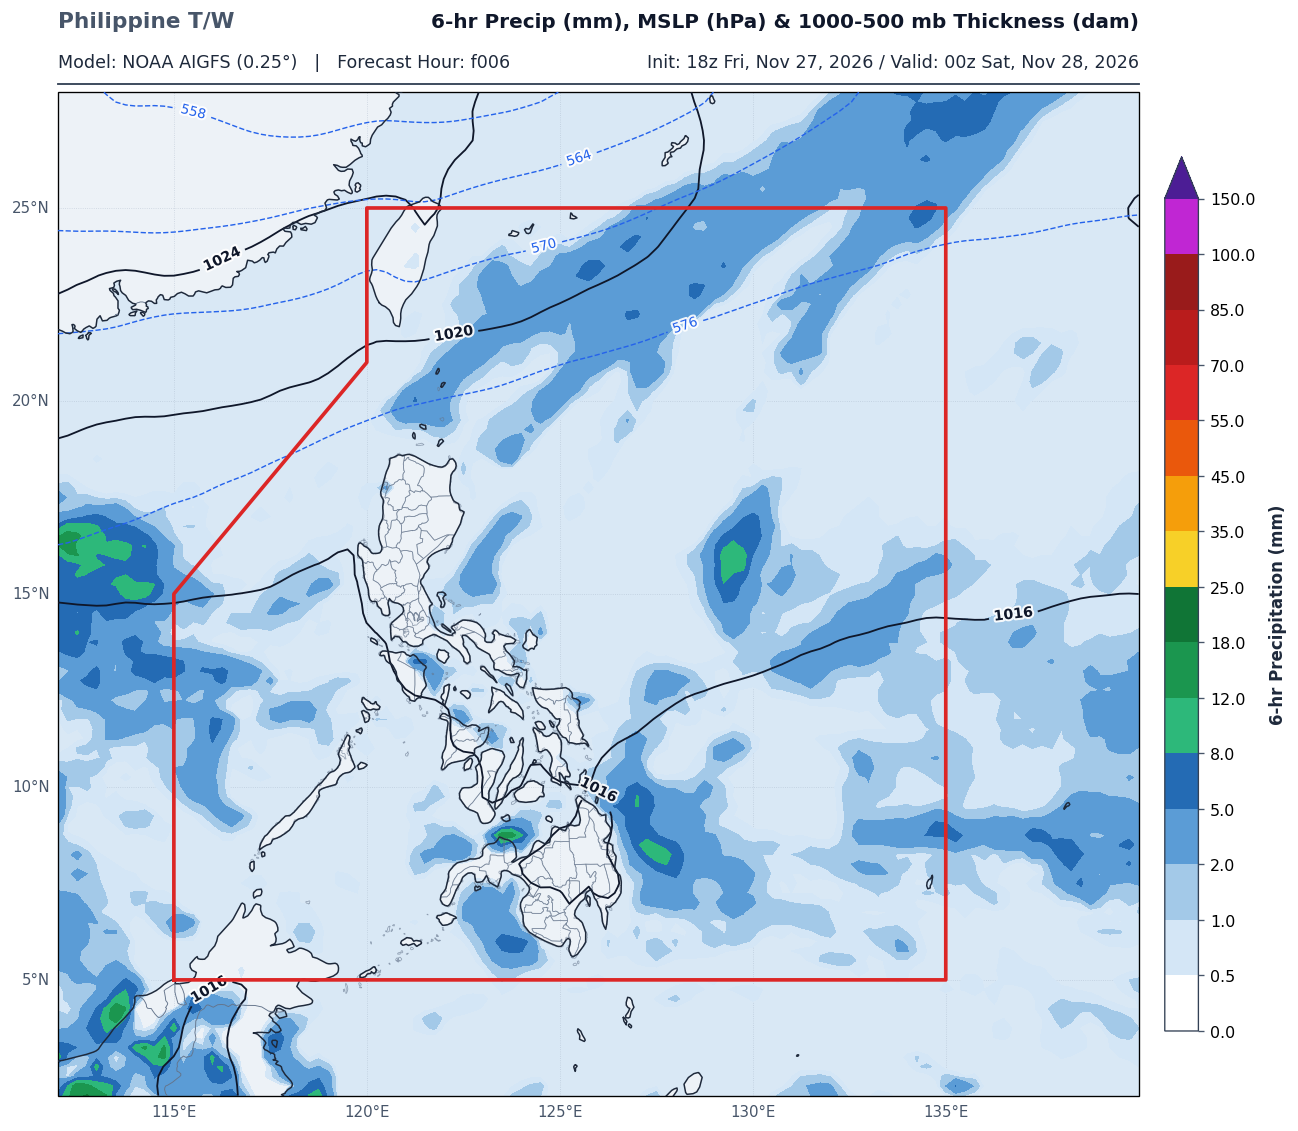 Philippine T/W
6-hr Precip (mm), MSLP (hPa) & 1000-500 mb Thickness (dam)
Model: NOAA AIGFS (0.25°) | Forecast Hour: f006
Init: 18z Fri, Nov 27, 2026 / Valid: 00z Sat, Nov 28, 2026
558
564
570
576
1024
1020
1016
1016
1016
25°N
20°N
15°N
10°N
5°N
115°E
120°E
125°E
130°E
135°E
150.0
100.0
85.0
70.0
55.0
45.0
35.0
25.0
18.0
12.0
8.0
5.0
2.0
1.0
0.5
0.0
6-hr Precipitation (mm)